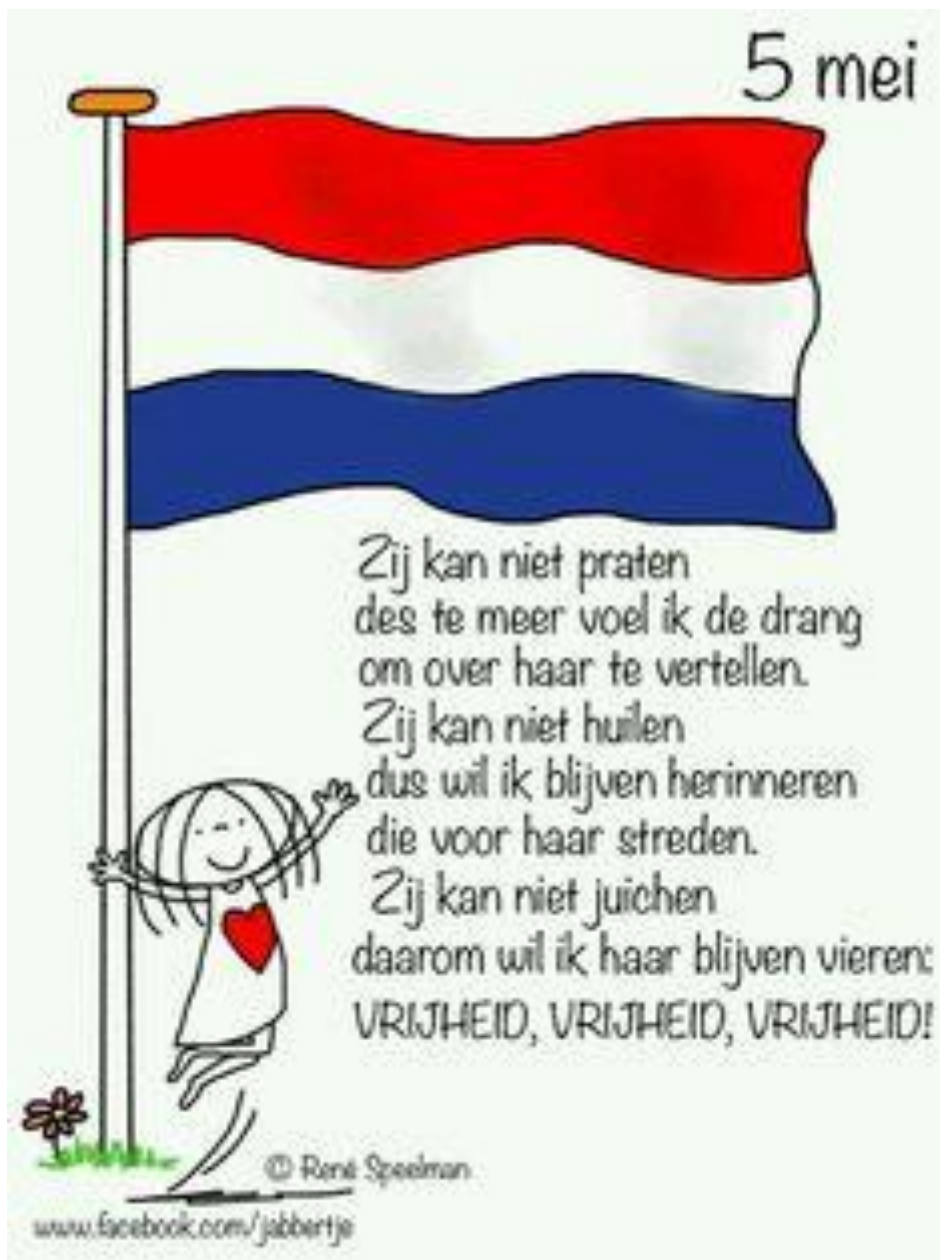 5 mei
Zij kan niet praten
des te meer voel ik de drang
om over haar te vertellen.
Zij kan niet huilen
dus wil ik blijven herinneren
die voor haar streden.
Zij kan niet juichen
daarom wil ik haar blijven vieren:
VRIJHEID, VRIJHEID, VRIJHEID!
© René Speelman
www.facebook.com/jabbertje